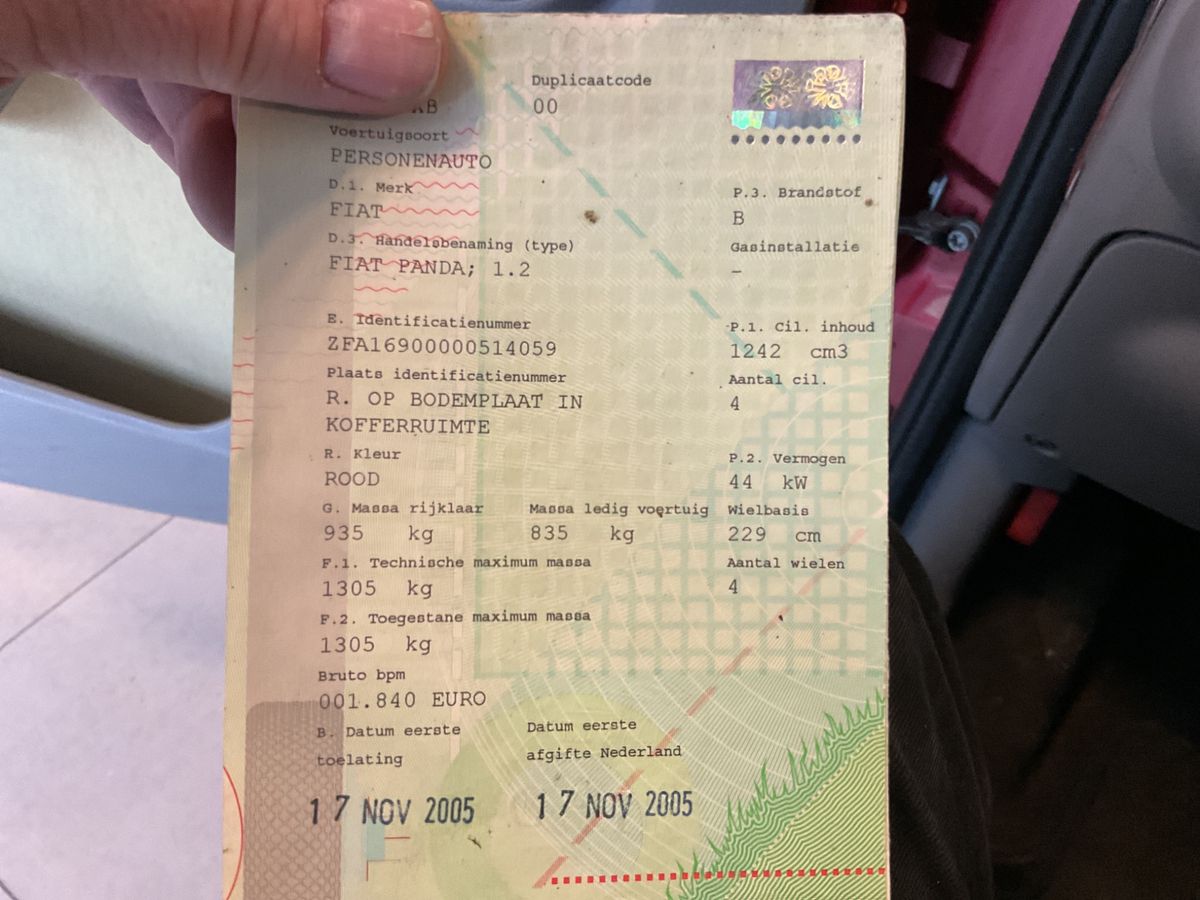 Duplicaatcode
00
Voertuigsoort
PERSONENAUTO
D.1. Merk
FIAT
P.3. Brandstof
B
D.3. Handelsbenaming (type)
FIAT PANDA; 1.2
Gasinstallatie
–
E. Identificatienummer
ZFA16900000514059
P.1. Cil. inhoud
1242 cm3
Plaats identificatienummer
R. OP BODEMPLAAT IN
KOFFERRUIMTE
Aantal cil.
4
R. Kleur
ROOD
P.2. Vermogen
44 kW
G. Massa rijklaar Massa ledig voertuig Wielbasis
935 kg 835 kg 229 cm
F.1. Technische maximum massa Aantal wielen
1305 kg 4
F.2. Toegestane maximum massa
1305 kg
Bruto bpm
001.840 EURO
B. Datum eerste
toelating
Datum eerste
afgifte Nederland
17 NOV 2005 17 NOV 2005